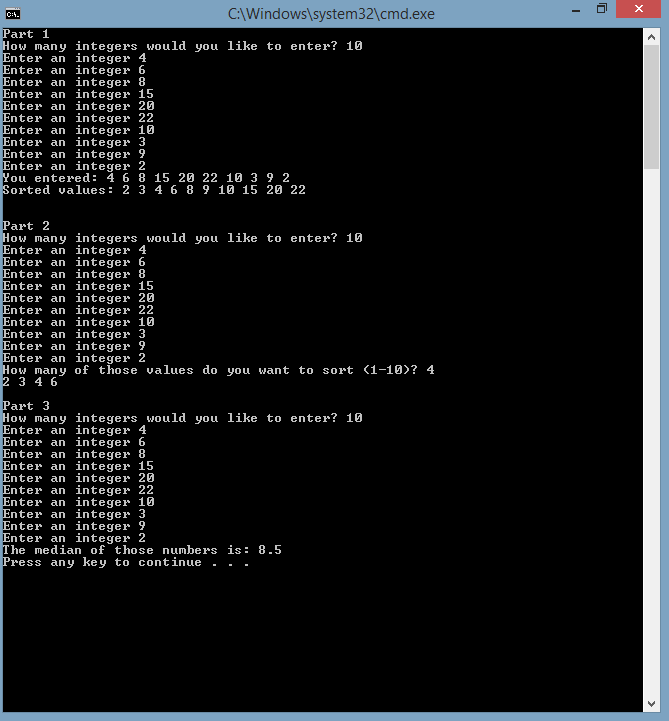 C:\Windows\system32\cmd.exe
Part 1
How many integers would you like to enter? 10
Enter an integer 4
Enter an integer 6
Enter an integer 8
Enter an integer 15
Enter an integer 20
Enter an integer 22
Enter an integer 10
Enter an integer 3
Enter an integer 9
Enter an integer 2
You entered: 4 6 8 15 20 22 10 3 9 2
Sorted values: 2 3 4 6 8 9 10 15 20 22
Part 2
How many integers would you like to enter? 10
Enter an integer 4
Enter an integer 6
Enter an integer 8
Enter an integer 15
Enter an integer 20
Enter an integer 22
Enter an integer 10
Enter an integer 3
Enter an integer 9
Enter an integer 2
How many of those values do you want to sort (1-10)? 4
2 3 4 6
Part 3
How many integers would you like to enter? 10
Enter an integer 4
Enter an integer 6
Enter an integer 8
Enter an integer 15
Enter an integer 20
Enter an integer 22
Enter an integer 10
Enter an integer 3
Enter an integer 9
Enter an integer 2
The median of those numbers is: 8.5
Press any key to continue . . .